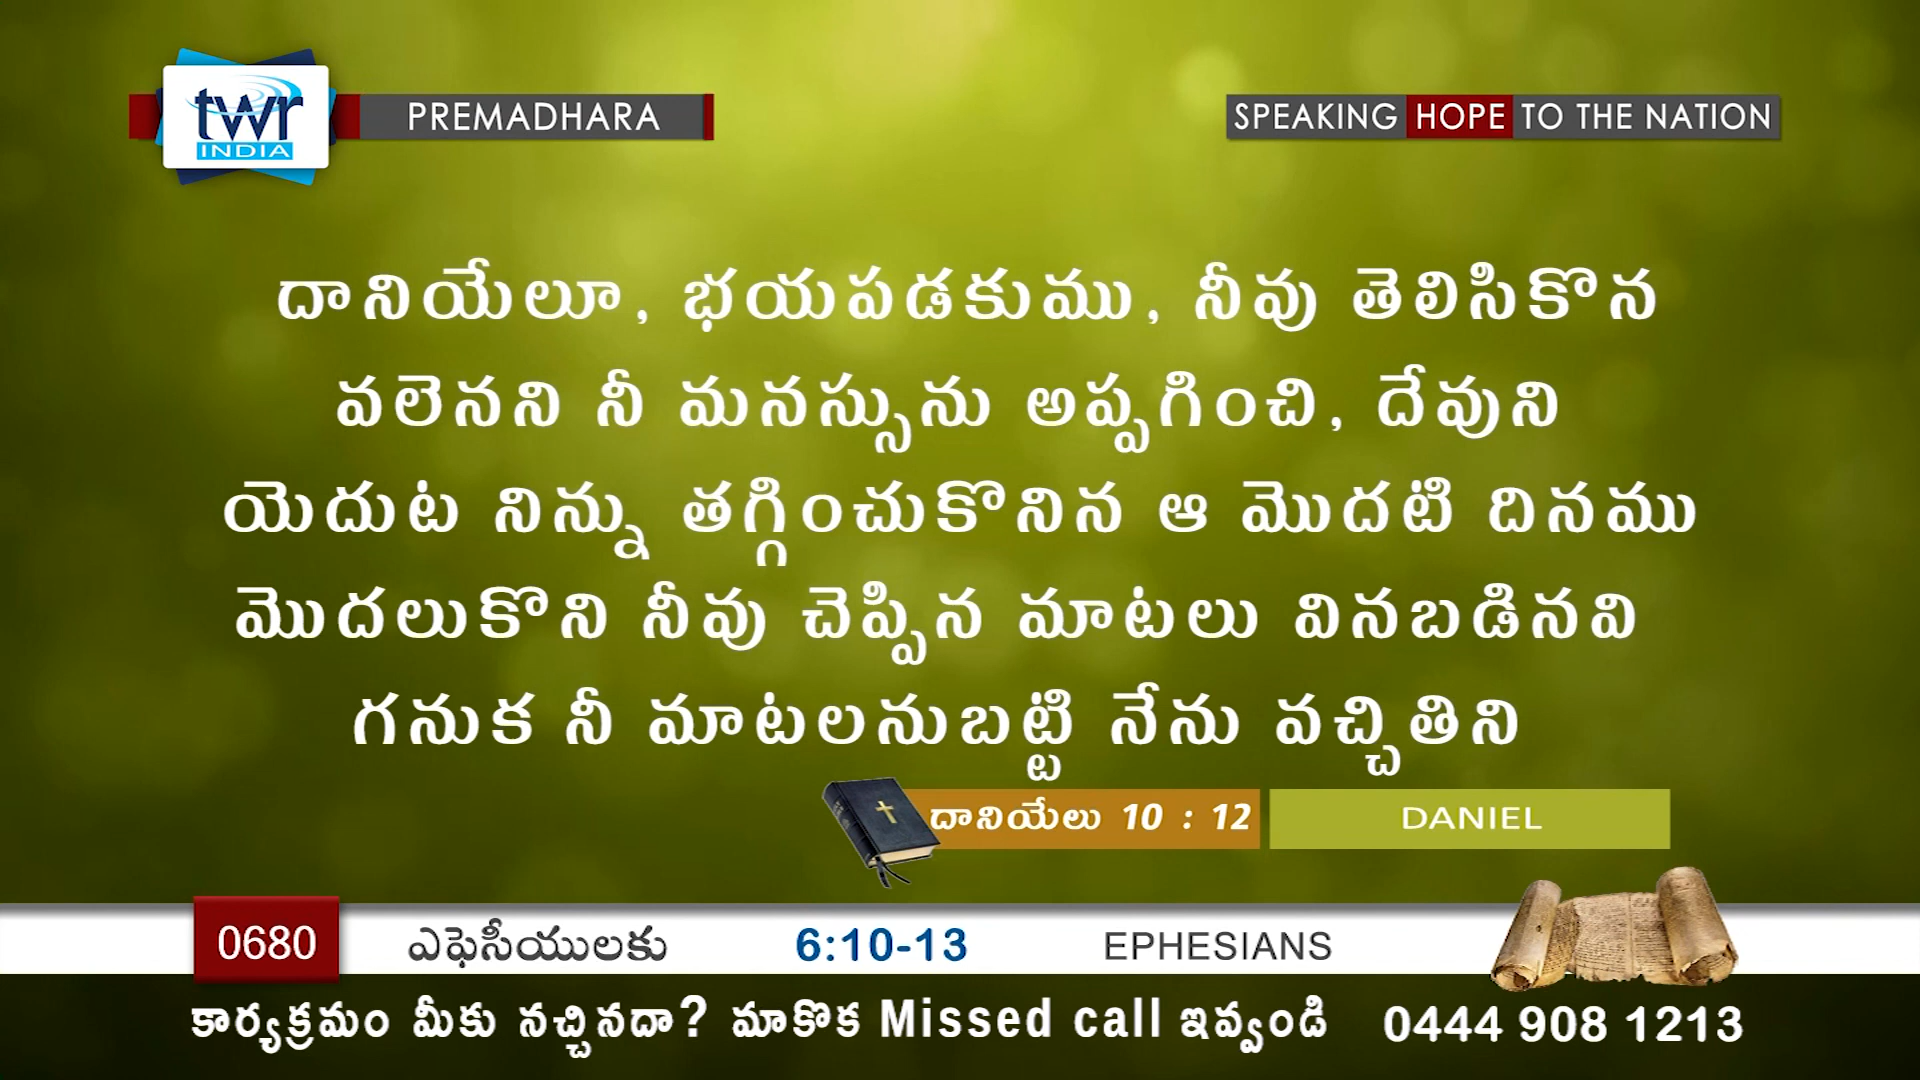 twr
INDIA
PREMADHARA
SPEAKING HOPE TO THE NATION
దానియేలూ, భయపడకుము, నీవు తెలిసికొన
వలెనని నీ మనస్సును అప్పగించి, దేవుని
యెదుట నిన్ను తగ్గించుకొనిన ఆ మొదటి దినము
మొదలుకొని నీవు చెప్పిన మాటలు వినబడినవి
గనుక నీ మాటలనుబట్టి నేను వచ్చితిని
దానియేలు 10 : 12 DANIEL
0680 ఎఫెసీయులకు 6:10-13 EPHESIANS
కార్యక్రమం మీకు నచ్చినదా? మాకొక Missed call ఇవ్వండి 0444 908 1213